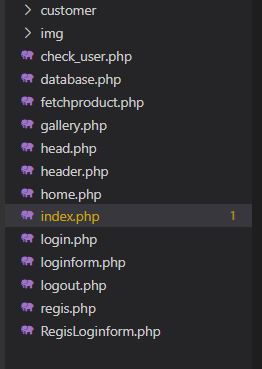 customer
img
check_user.php
database.php
fetchproduct.php
gallery.php
head.php
header.php
home.php
index.php 1
login.php
loginform.php
logout.php
regis.php
RegisLoginform.php